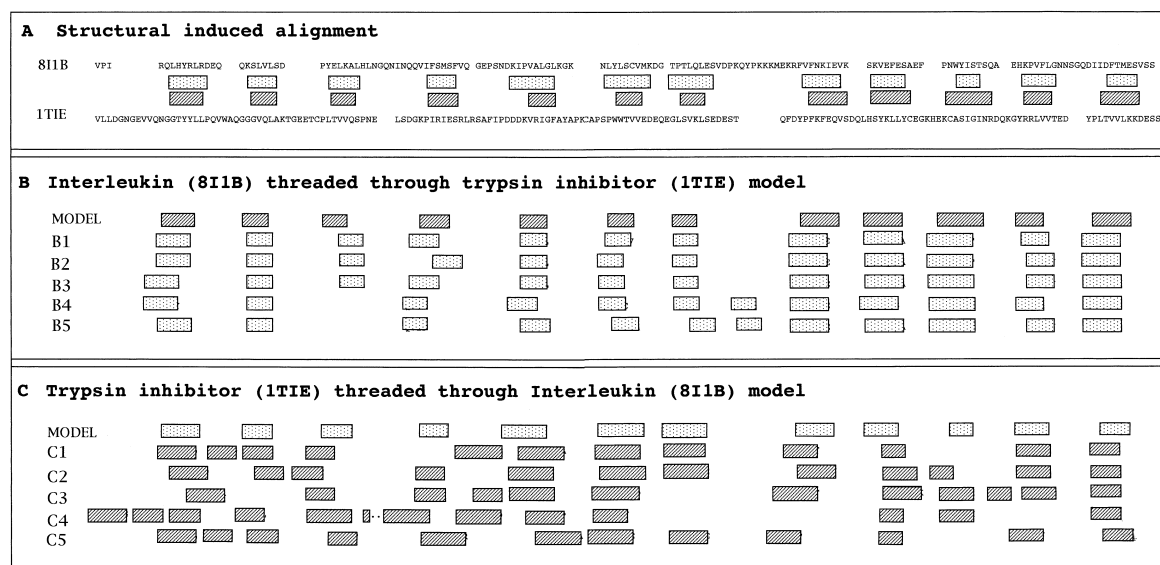 A Structural induced alignment
8I1B VPI RQLHYRLRDEQ QKSLVLSD PYELKALHLNGQNINQQVIFSMSFVQ GEPSNDKIPVALGLKGK NLYLSCVMKDG TPTLQLESVDPKQYPKKKMEKRFVFNKIEVK SKVEFESAEF PNWYISTSQA EHKPVFLGNNSGQDIIDFTMESVSS
1TIE VLLDGNGEVVQNGGTYYLLPQVWAQGGGVQLAKTGEETCPLTVVQSPNE LSDGKPIRIESRLRSAFIPDDDKVRIGFAYAPKCAPSPWWTVVEDEQEGLSVKLSEDEST QFDYPFKFEQVSDQLHSYKLLYCEGKHEKCASIGINRDQKGYRRLVVTED YPLTVVLKKDESS
B Interleukin (8I1B) threaded through trypsin inhibitor (1TIE) model
MODEL
B1
B2
B3
B4
B5
C Trypsin inhibitor (1TIE) threaded through Interleukin (8I1B) model
MODEL
C1
C2
C3
C4
C5